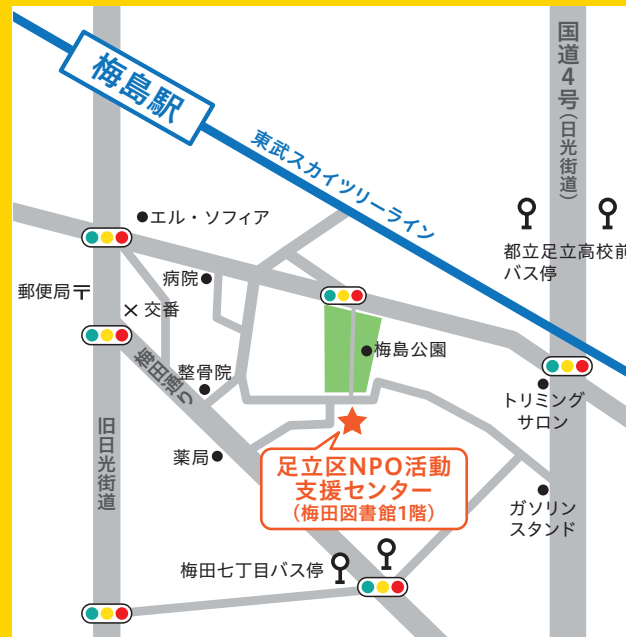 梅島駅
東武スカイツリーライン
国道4号(日光街道)
エル・ソフィア
都立足立高校前
バス停
病院
郵便局〒
交番
梅島公園
整骨院
梅田通り
トリミング
サロン
旧日光街道
薬局
足立区NPO活動
支援センター
(梅田図書館1階)
ガソリン
スタンド
梅田七丁目バス停